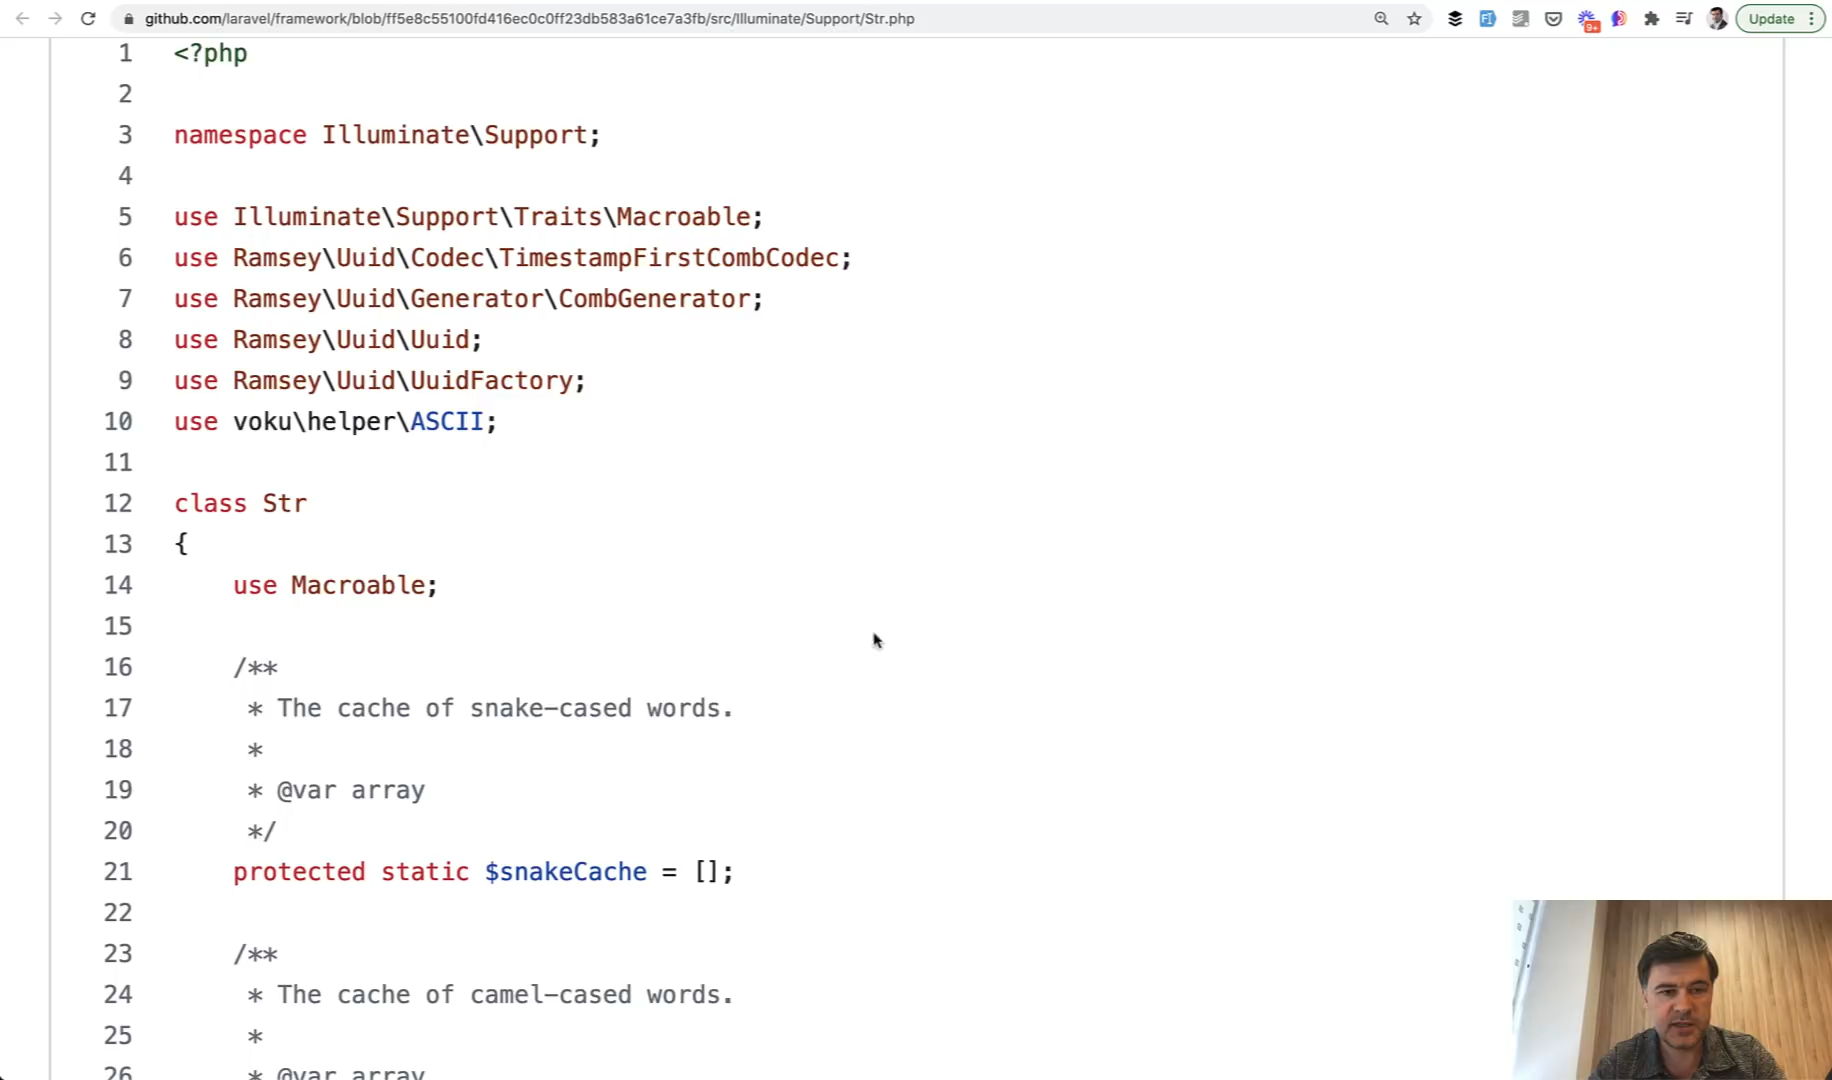 github.com/laravel/framework/blob/ff5e8c55100fd416ec0c0ff23db583a61ce7a3fb/src/Illuminate/Support/Str.php
9+
Update
1 <?php
2
3 namespace Illuminate\Support;
4
5 use Illuminate\Support\Traits\Macroable;
6 use Ramsey\Uuid\Codec\TimestampFirstCombCodec;
7 use Ramsey\Uuid\Generator\CombGenerator;
8 use Ramsey\Uuid\Uuid;
9 use Ramsey\Uuid\UuidFactory;
10 use voku\helper\ASCII;
11
12 class Str
13 {
14 use Macroable;
15
16 /**
17 * The cache of snake-cased words.
18 *
19 * @var array
20 */
21 protected static $snakeCache = [];
22
23 /**
24 * The cache of camel-cased words.
25 *
26 * @var array